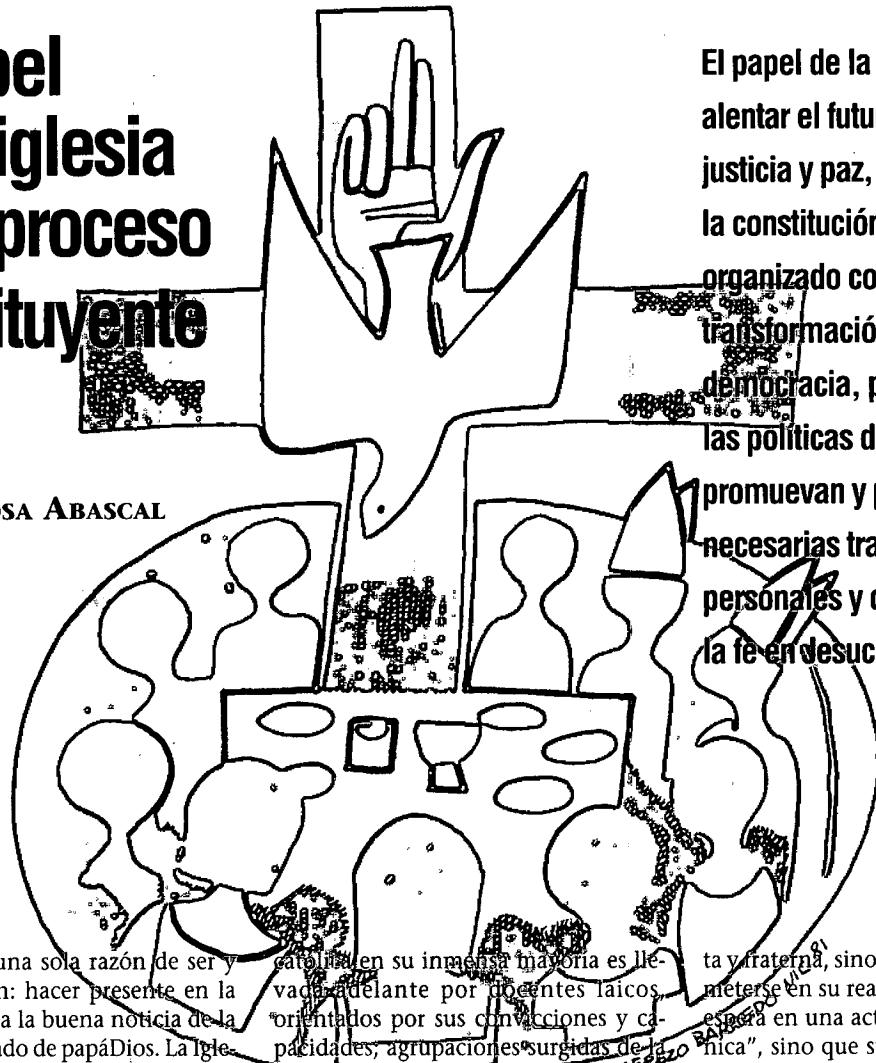 pel
iglesia
proceso
ituyente
OSA ABASCAL
El papel de la
alentar el futu
justicia y paz,
la constitución
organizado co
transformació
democracia, p
las políticas d
promuevan y p
necesarias tra
personales y c
la fe en Jesuc
una sola razón de ser y
n: hacer presente en la
a la buena noticia de la
ado de papáDios. La Igle-
católica en su inmensa mayoría es lle-
vada adelante por docentes laicos,
orientados por sus convicciones y ca-
pacidades; agrupaciones surgidas de la
ta y fraterna, sino
meterse en su rea
espera en una act
nica", sino que s